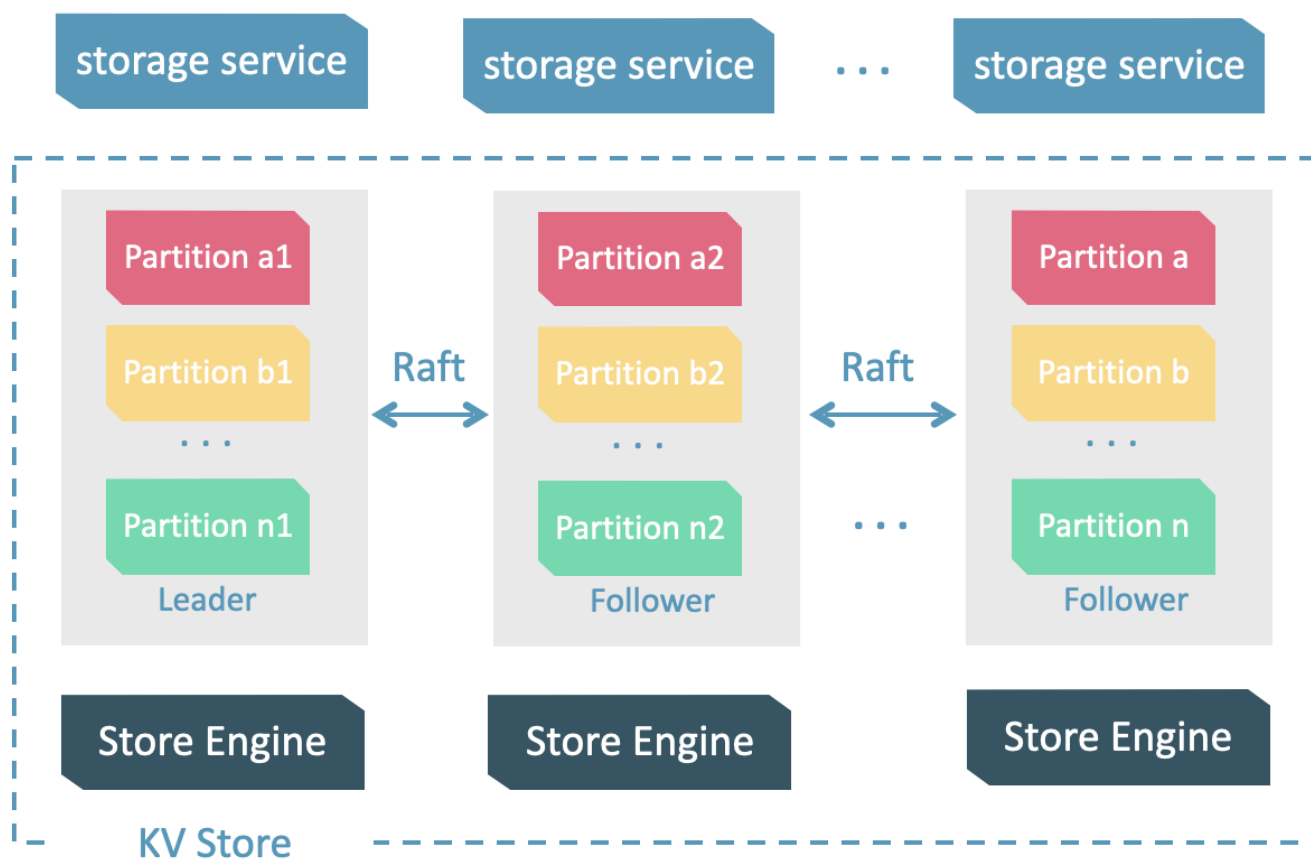 storage service
storage service
. . .
storage service
Partition a1
Partition a2
Partition a
Partition b1
Raft
Partition b2
Raft
Partition b
. . .
. . .
. . .
Partition n1
Partition n2
. . .
Partition n
Leader
Follower
Follower
Store Engine
Store Engine
Store Engine
KV Store